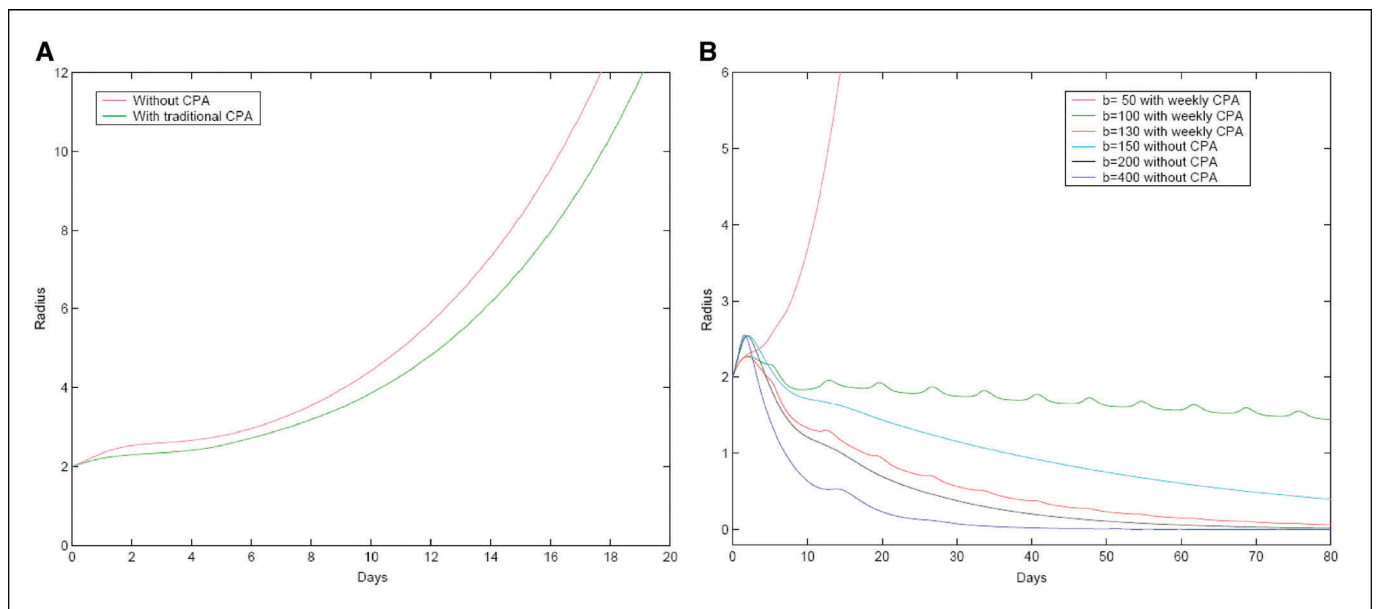 A
12
10
8
6
4
2
0
Radius
Without CPA
With traditional CPA
0 2 4 6 8 10 12 14 16 18 20
Days
B
6
5
4
3
2
1
0
Radius
b= 50 with weekly CPA
b=100 with weekly CPA
b=130 with weekly CPA
b=150 without CPA
b=200 without CPA
b=400 without CPA
0 10 20 30 40 50 60 70 80
Days